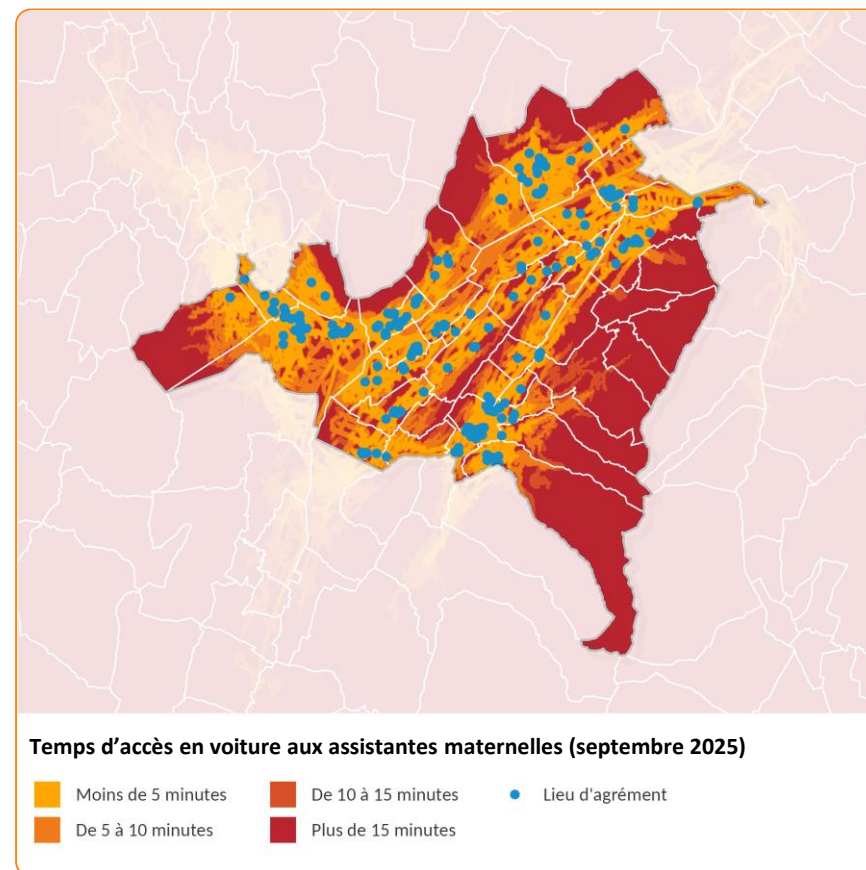 Temps d’accès en voiture aux assistantes maternelles (septembre 2025)
Moins de 5 minutes
De 10 à 15 minutes
Lieu d'agrément
De 5 à 10 minutes
Plus de 15 minutes